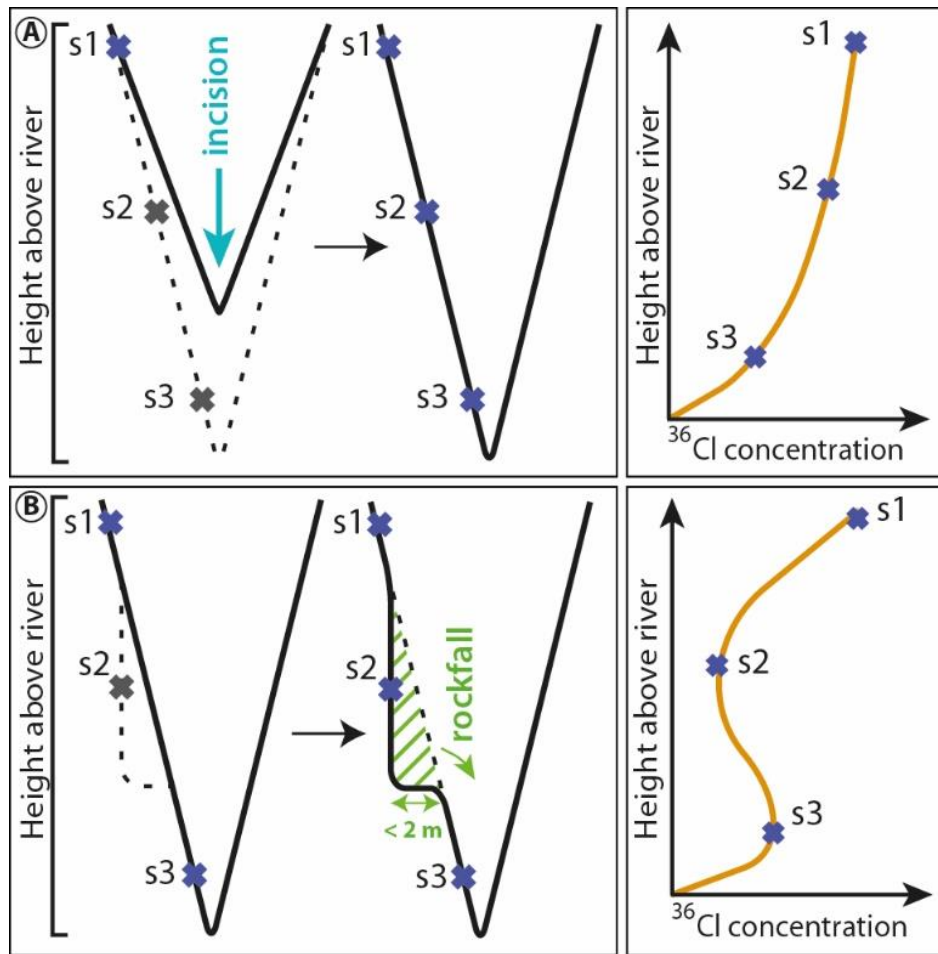 A
Height above river
s1
incision
s2
s3
s2
s3
s1
Height above river
s1
s2
s3
36Cl concentration
B
Height above river
s1
s2
s3
s1
s2
rockfall
< 2 m
s3
Height above river
s1
s2
s3
36Cl concentration